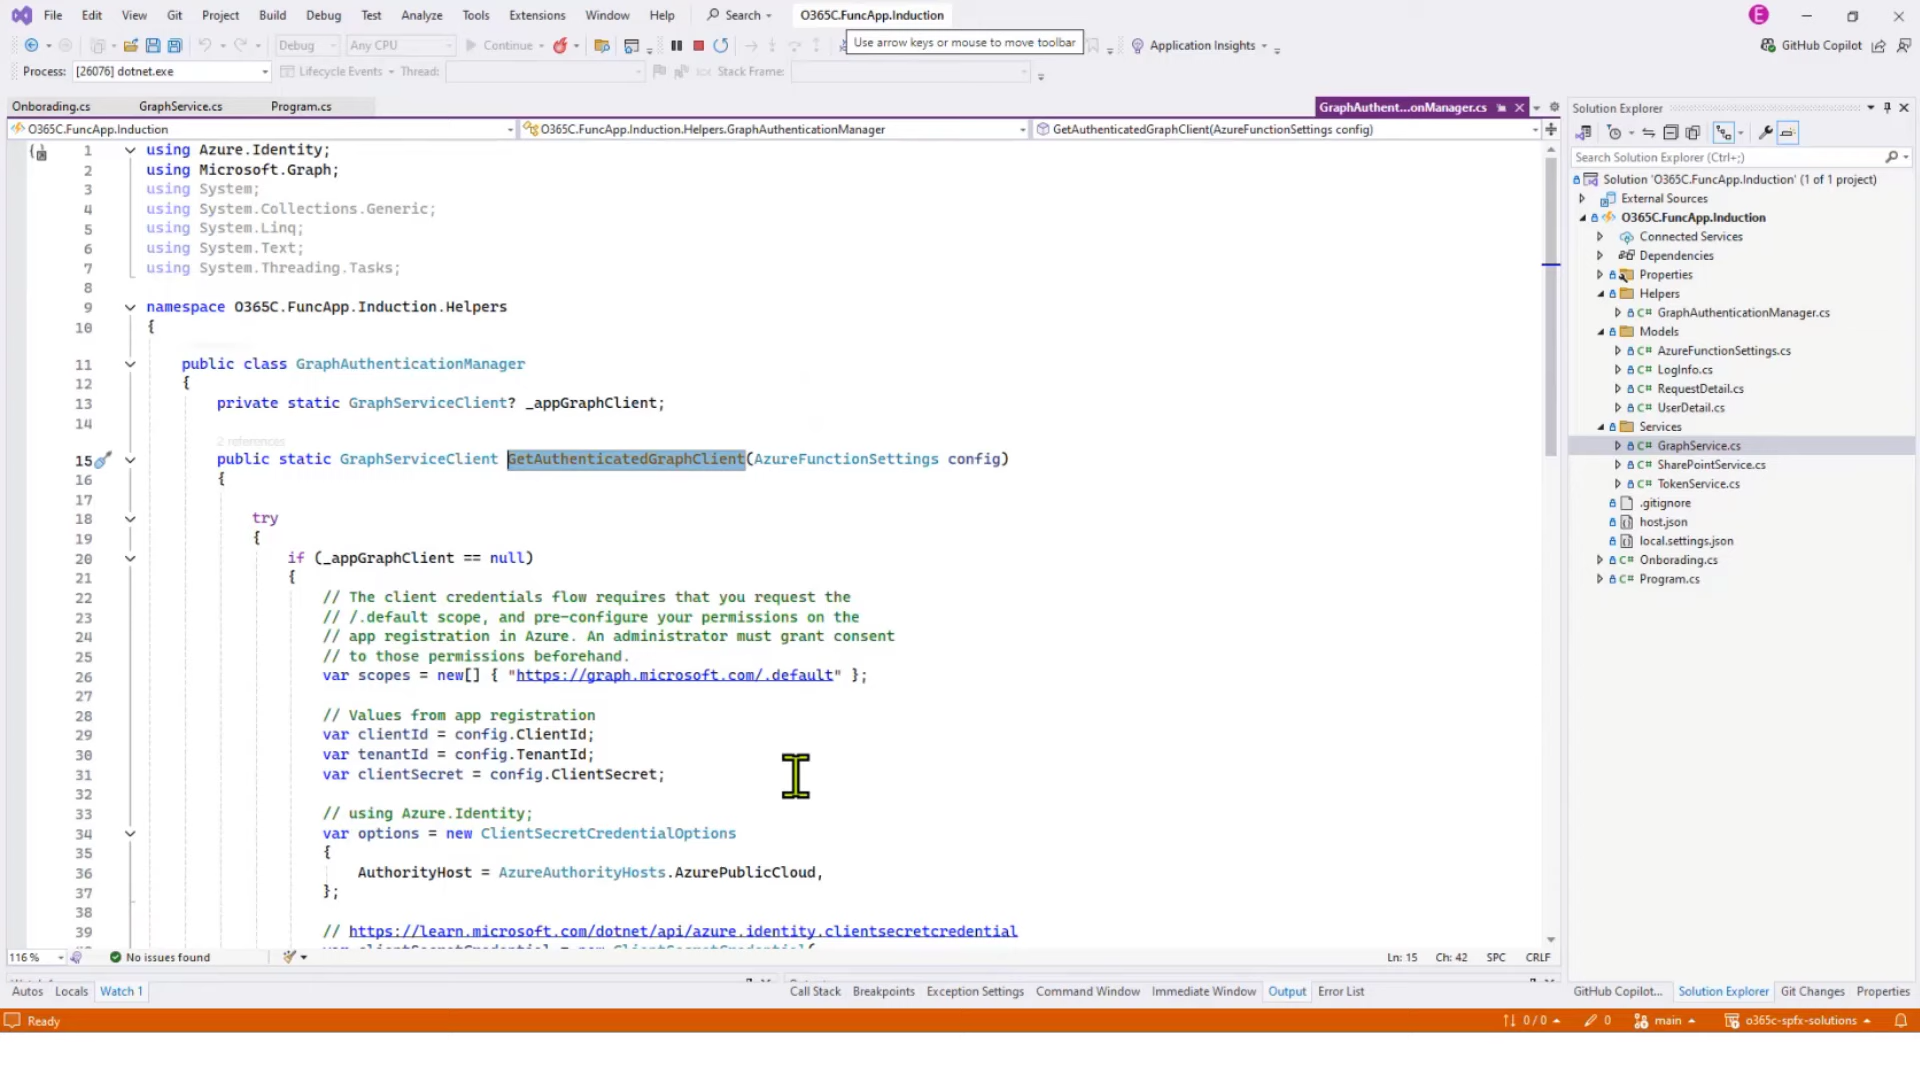 File Edit View Git Project Build Debug Test Analyze Tools Extensions Window Help Search O365C.FuncApp.Induction E
Debug Any CPU Continue Use arrow keys or mouse to move toolbar Application Insights GitHub Copilot
Process: [26076] dotnet.exe Lifecycle Events Thread: Stack Frame:
Onborading.cs GraphService.cs Program.cs GraphAuthent...onManager.cs
O365C.FuncApp.Induction O365C.FuncApp.Induction.Helpers.GraphAuthenticationManager GetAuthenticatedGraphClient(AzureFunctionSettings config)
1 using Azure.Identity;
2 using Microsoft.Graph;
3 using System;
4 using System.Collections.Generic;
5 using System.Linq;
6 using System.Text;
7 using System.Threading.Tasks;
8
9 namespace O365C.FuncApp.Induction.Helpers
10 {
11 public class GraphAuthenticationManager
12 {
13 private static GraphServiceClient? _appGraphClient;
14
2 references
15 public static GraphServiceClient GetAuthenticatedGraphClient(AzureFunctionSettings config)
16 {
17
18 try
19 {
20 if (_appGraphClient == null)
21 {
22 // The client credentials flow requires that you request the
23 // /.default scope, and pre-configure your permissions on the
24 // app registration in Azure. An administrator must grant consent
25 // to those permissions beforehand.
26 var scopes = new[] { "https://graph.microsoft.com/.default" };
27
28 // Values from app registration
29 var clientId = config.ClientId;
30 var tenantId = config.TenantId;
31 var clientSecret = config.ClientSecret;
32
33 // using Azure.Identity;
34 var options = new ClientSecretCredentialOptions
35 {
36 AuthorityHost = AzureAuthorityHosts.AzurePublicCloud,
37 };
38
39 // https://learn.microsoft.com/dotnet/api/azure.identity.clientsecretcredential
116 % No issues found Ln: 15 Ch: 42 SPC CRLF
Autos Locals Watch 1 Call Stack Breakpoints Exception Settings Command Window Immediate Window Output Error List
Solution Explorer
Search Solution Explorer (Ctrl+;)
Solution 'O365C.FuncApp.Induction' (1 of 1 project)
External Sources
O365C.FuncApp.Induction
Connected Services
Dependencies
Properties
Helpers
C# GraphAuthenticationManager.cs
Models
C# AzureFunctionSettings.cs
C# LogInfo.cs
C# RequestDetail.cs
C# UserDetail.cs
Services
C# GraphService.cs
C# SharePointService.cs
C# TokenService.cs
.gitignore
host.json
local.settings.json
C# Onborading.cs
C# Program.cs
GitHub Copilot... Solution Explorer Git Changes Properties
Ready 0 / 0 0 main o365c-spfx-solutions